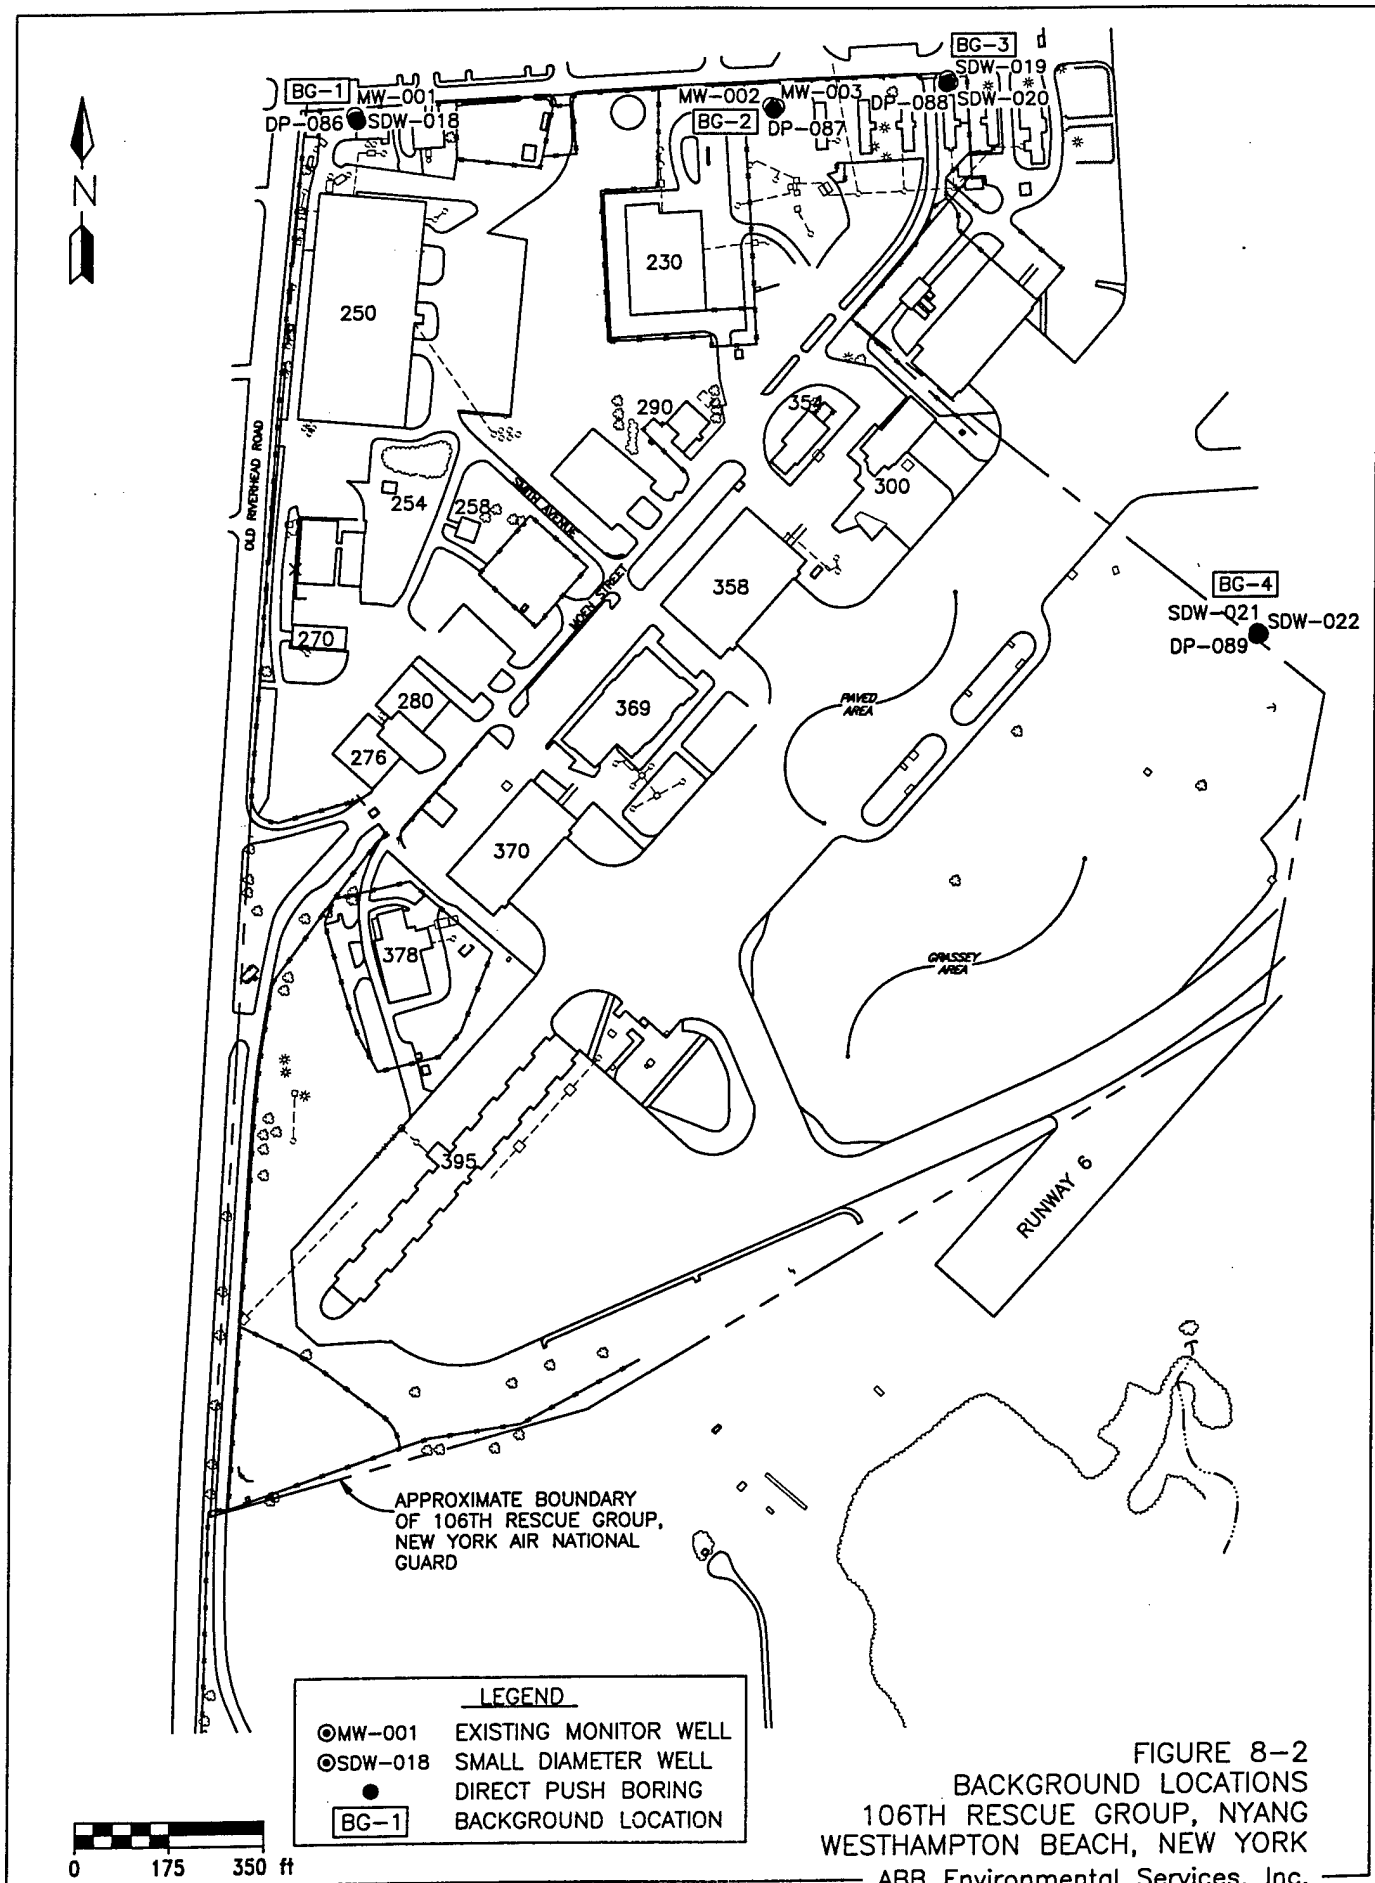 BG-3
SDW-019
BG-1
MW-001
MW-002
MW-003
DP-088
SDW-020
DP-086
SDW-018
BG-2
DP-087
N
230
250
OLD RIVERHEAD ROAD
290
354
300
254
258
SMITH AVENUE
358
MOEN STREET
BG-4
SDW-021
SDW-022
DP-089
270
280
369
PAVED
AREA
276
370
378
GRASSEY
AREA
395
RUNWAY 6
APPROXIMATE BOUNDARY
OF 106TH RESCUE GROUP,
NEW YORK AIR NATIONAL
GUARD
LEGEND
MW-001 EXISTING MONITOR WELL
SDW-018 SMALL DIAMETER WELL
DIRECT PUSH BORING
BG-1 BACKGROUND LOCATION
0 175 350 ft
FIGURE 8-2
BACKGROUND LOCATIONS
106TH RESCUE GROUP, NYANG
WESTHAMPTON BEACH, NEW YORK
ABB Environmental Services, Inc.